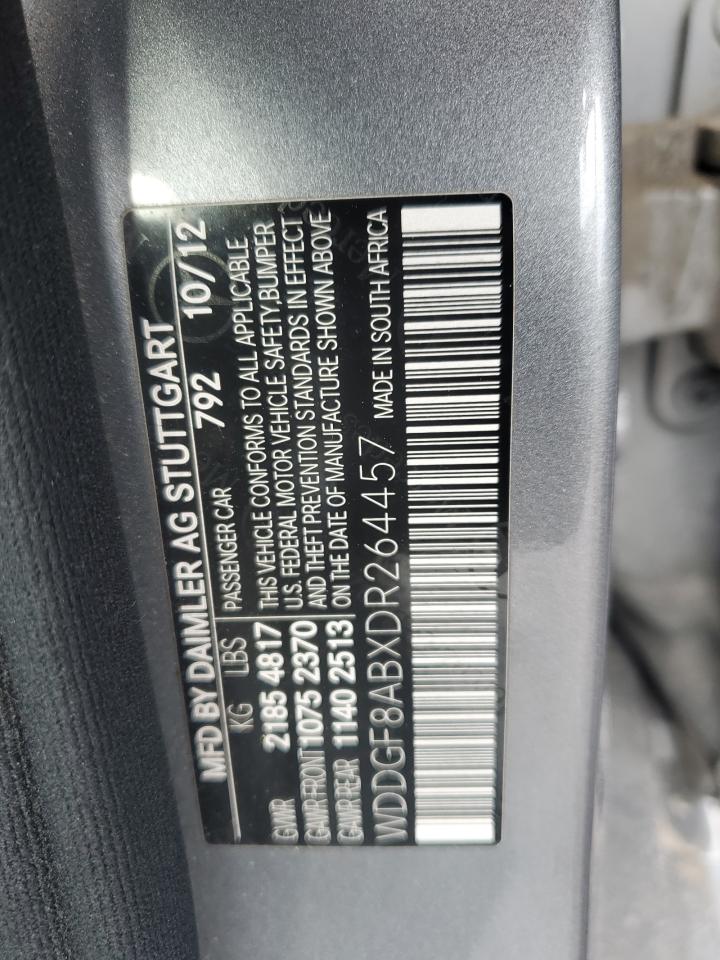 MFD BY DAIMLER AG STUTTGART
KG LBS 792 10/12
GVWR 2185 4817
GAWR-FRONT 1075 2370
GAWR-REAR 1140 2513
PASSENGER CAR
THIS VEHICLE CONFORMS TO ALL APPLICABLE
U.S. FEDERAL MOTOR VEHICLE SAFETY,BUMPER
AND THEFT PREVENTION STANDARDS IN EFFECT
ON THE DATE OF MANUFACTURE SHOWN ABOVE
WDDGF8ABXDR264457 MADE IN SOUTH AFRICA